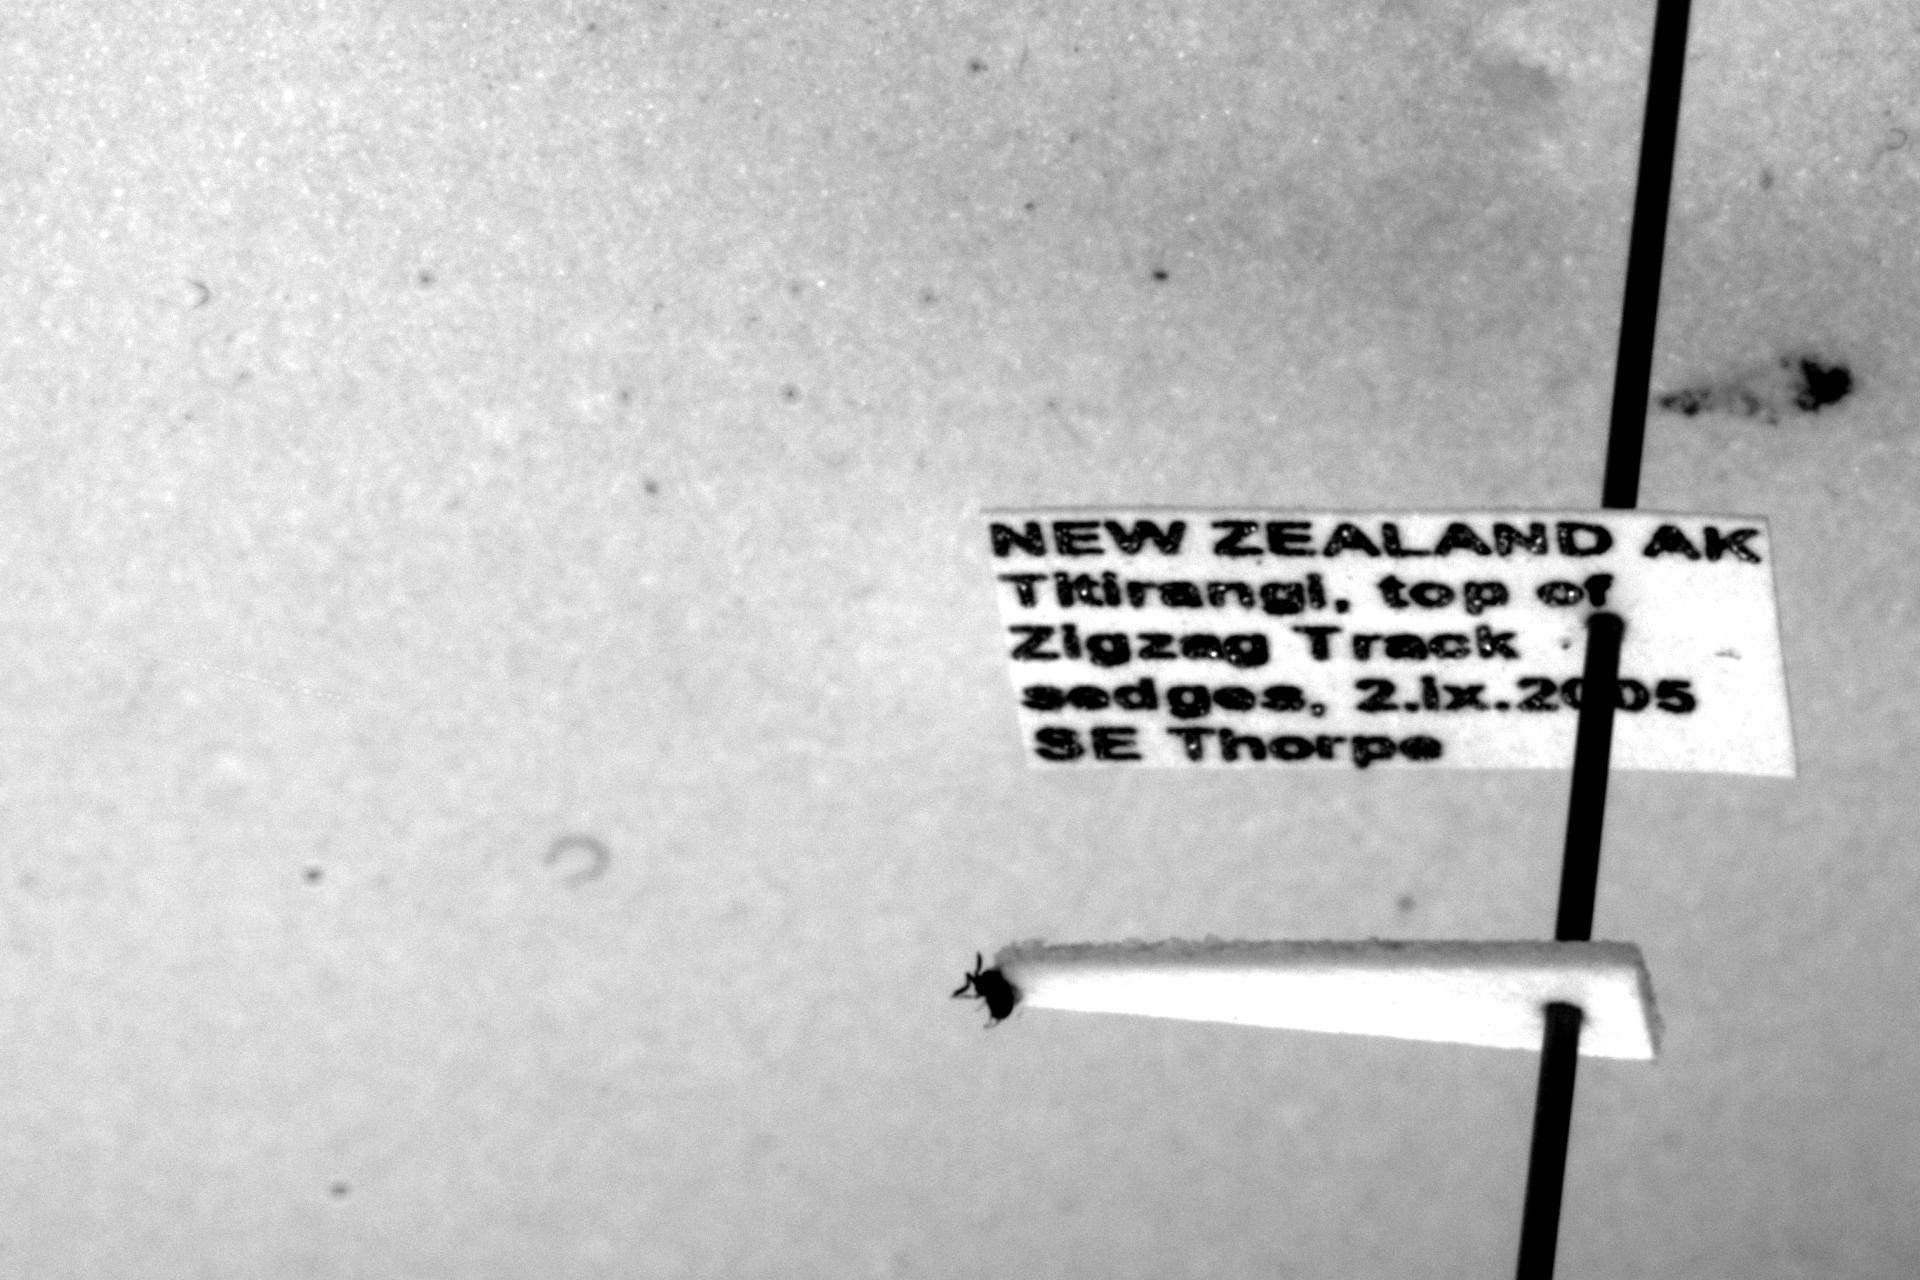 NEW ZEALAND AK
Titirangi, top of
Zigzag Track
sedges, 2.ix.2005
SE Thorpe